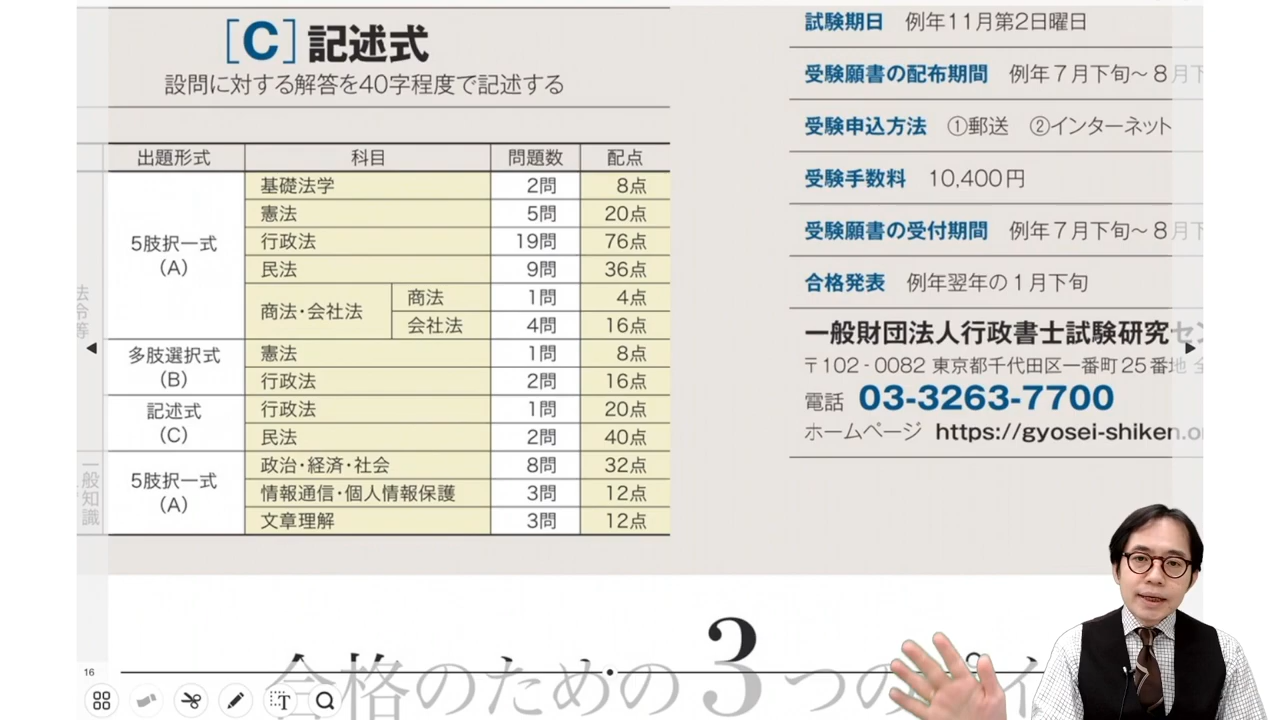 [C] 記述式
設問に対する解答を40字程度で記述する
出題形式 科目 問題数 配点
法令等
5肢択一式
(A)
基礎法学 2問 8点
憲法 5問 20点
行政法 19問 76点
民法 9問 36点
商法・会社法
商法 1問 4点
会社法 4問 16点
多肢選択式
(B)
憲法 1問 8点
行政法 2問 16点
記述式
(C)
行政法 1問 20点
民法 2問 40点
一般知識
5肢択一式
(A)
政治・経済・社会 8問 32点
情報通信・個人情報保護 3問 12点
文章理解 3問 12点
試験期日 例年11月第2日曜日
受験願書の配布期間 例年7月下旬~8月下
受験申込方法 ①郵送 ②インターネット
受験手数料 10,400円
受験願書の受付期間 例年7月下旬~8月下
合格発表 例年翌年の1月下旬
一般財団法人行政書士試験研究セン
〒102-0082 東京都千代田区一番町25番地 全
電話 03-3263-7700
ホームページ https://gyosei-shiken.o
合格のための3つの
16
T